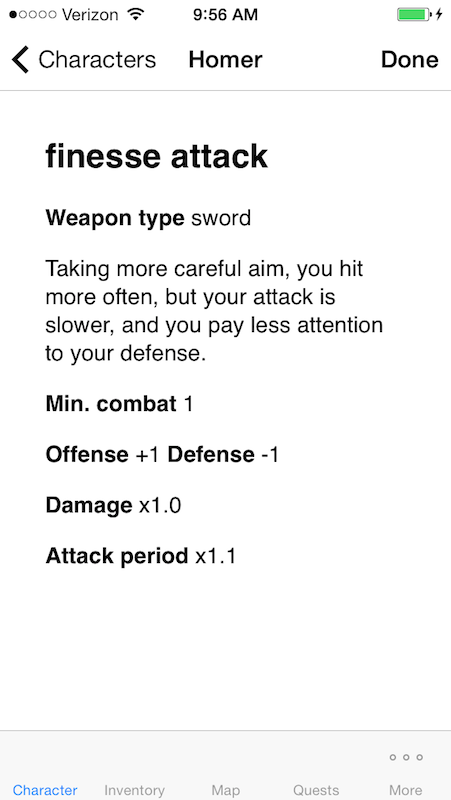 Verizon 9:56 AM
Characters Homer Done
finesse attack
Weapon type sword
Taking more careful aim, you hit
more often, but your attack is
slower, and you pay less attention
to your defense.
Min. combat 1
Offense +1 Defense -1
Damage x1.0
Attack period x1.1
Character Inventory Map Quests More